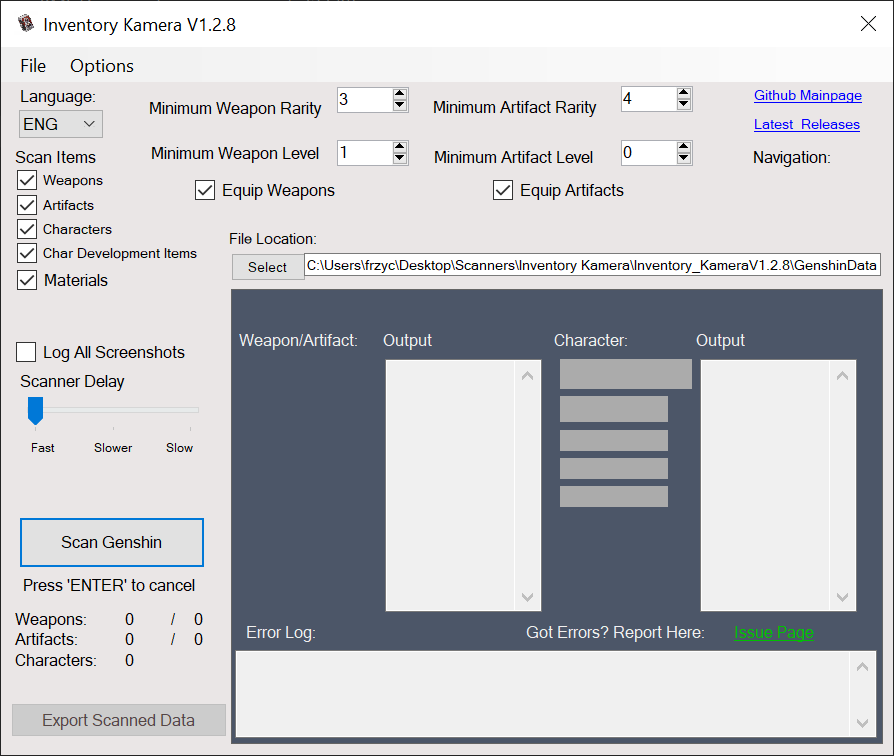 Inventory Kamera V1.2.8
File Options
Language:
ENG
Minimum Weapon Rarity 3
Minimum Artifact Rarity 4
Github Mainpage
Latest Releases
Scan Items
Minimum Weapon Level 1
Minimum Artifact Level 0
Navigation:
Weapons
Equip Weapons
Equip Artifacts
Artifacts
Characters
Char Development Items
Materials
File Location:
Select C:\Users\frzyc\Desktop\Scanners\Inventory Kamera\Inventory_KameraV1.2.8\GenshinData
Log All Screenshots
Scanner Delay
Fast Slower Slow
Weapon/Artifact: Output Character: Output
Scan Genshin
Press 'ENTER' to cancel
Weapons: 0 / 0
Artifacts: 0 / 0
Characters: 0
Error Log: Got Errors? Report Here: Issue Page
Export Scanned Data